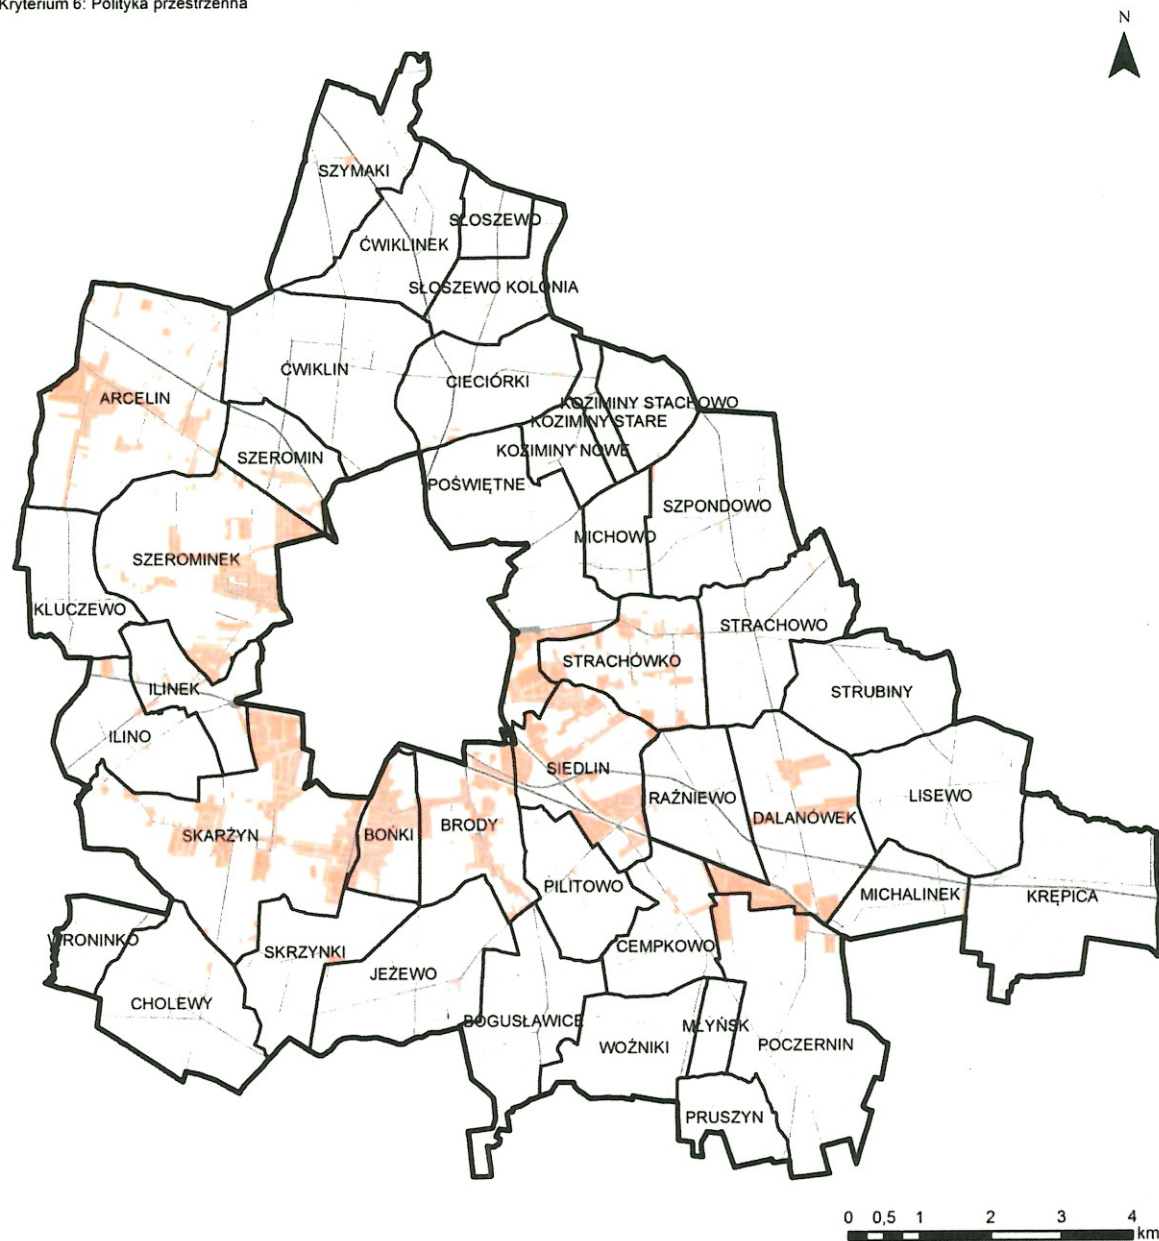 Kryterium 6: Polityka przestrzenna
N
SZYMAKI
SŁOSZEWO
ĆWIKLINEK
SŁOSZEWO KOLONIA
ĆWIKLIN
CIECIÓRKI
ARCELIN
KOZIMINY STACHOWO
KOZIMINY STARE
KOZIMINY NOWE
SZEROMIN
POŚWIĘTNE
SZPONDOWO
MICHOWO
SZEROMINEK
KLUCZEWO
STRACHOWO
STRACHÓWKO
ILINEK
STRUBINY
ILINO
SIEDLIN
RAŹNIEWO
LISEWO
DALANÓWEK
BRODY
SKARŻYN
BOŃKI
PILITOWO
MICHALINEK
KRĘPICA
WRONINKO
CEMPKOWO
SKRZYNKI
JEŻEWO
CHOLEWY
BOGUSŁAWICE
MŁYŃSK
WOŹNIKI
POCZERNIN
PRUSZYN
0 0,5 1 2 3 4
km